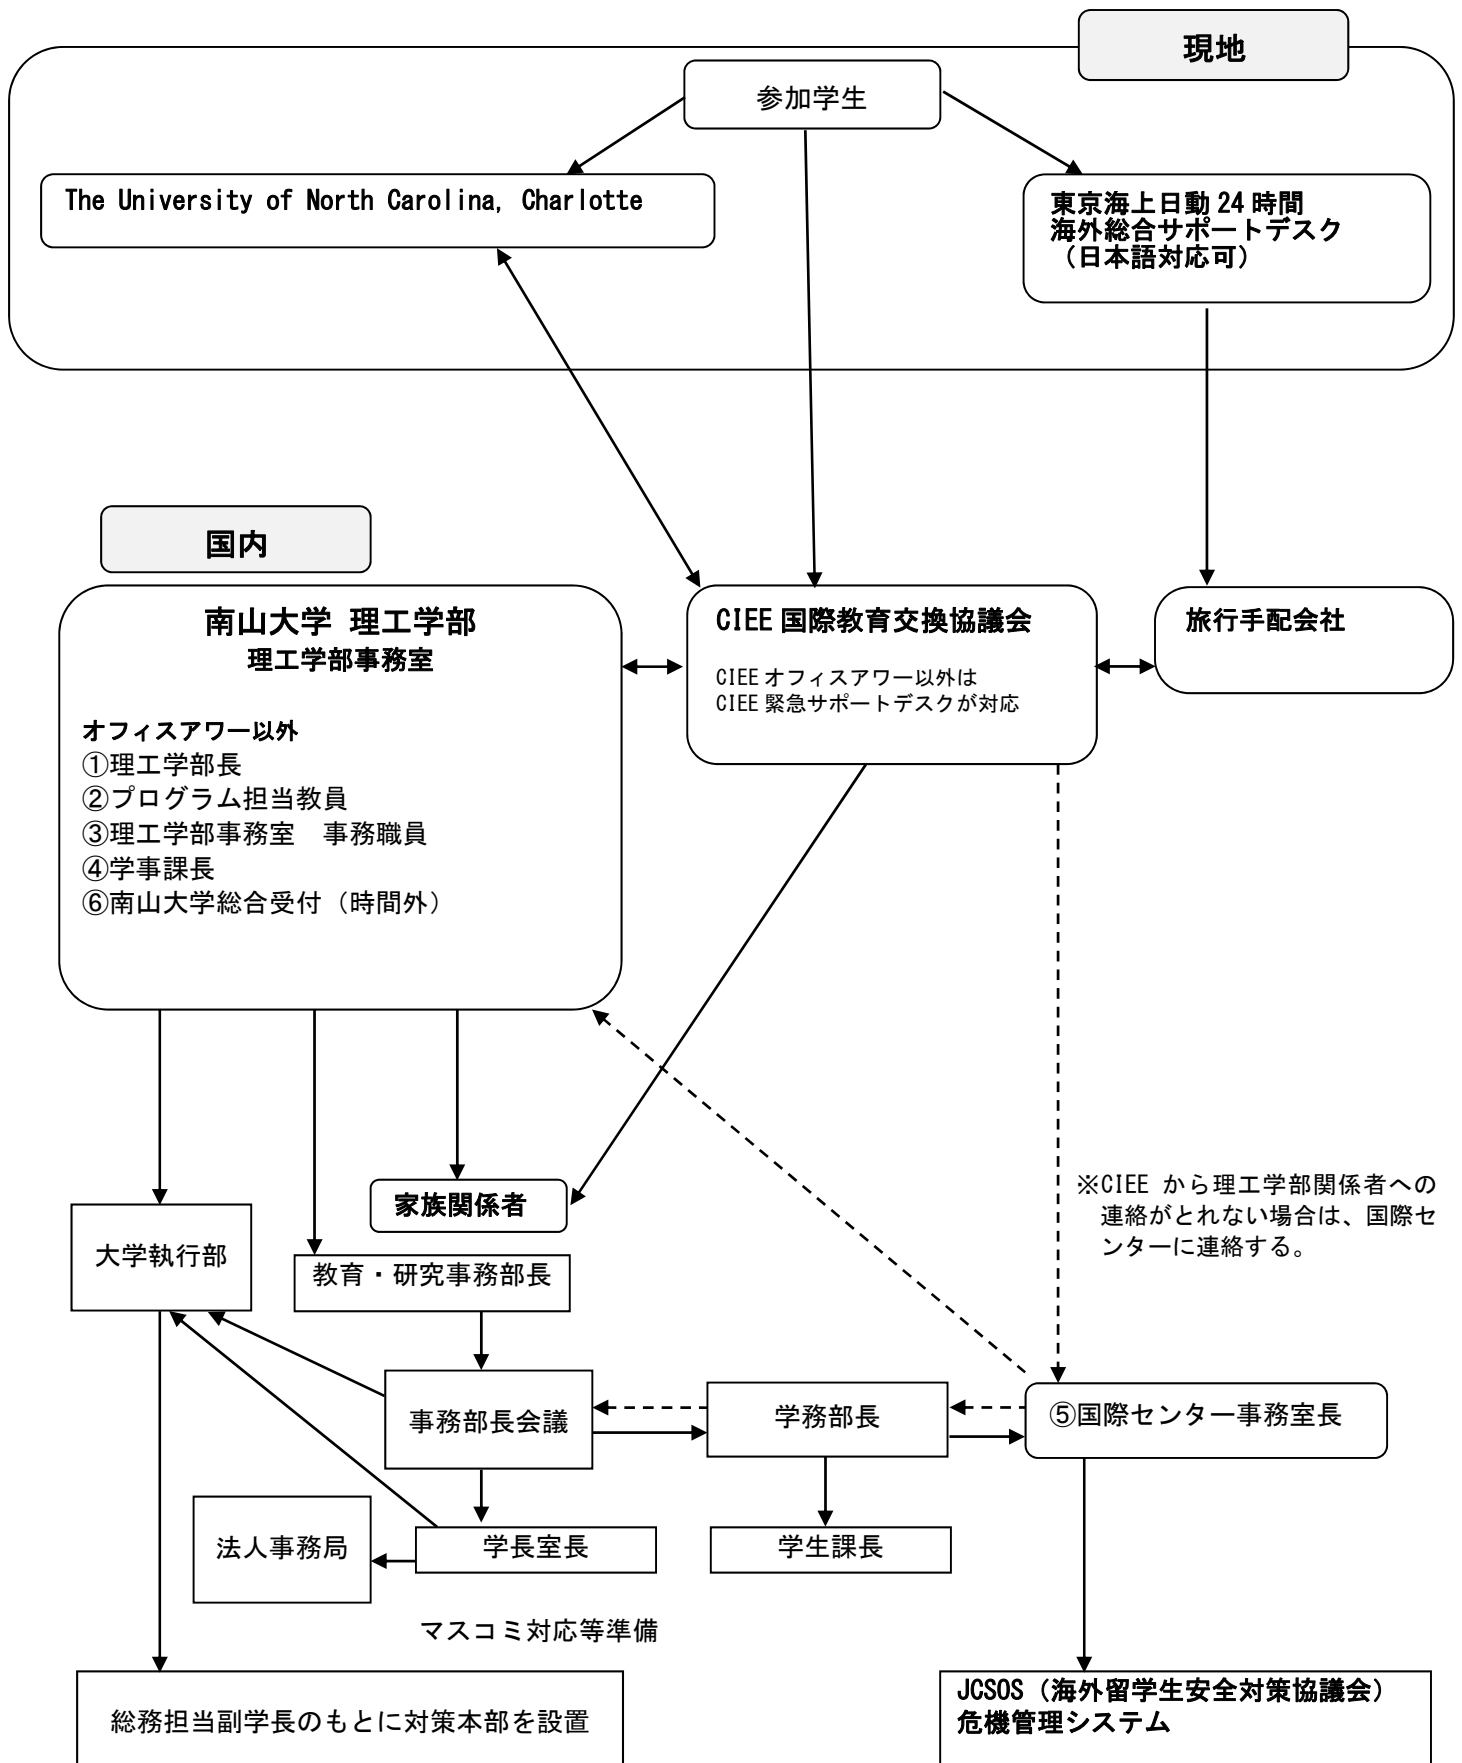 現地
参加学生
The University of North Carolina, Charlotte
東京海上日動24時間
海外総合サポートデスク
（日本語対応可）
国内
南山大学 理工学部
理工学部事務室
オフィスアワー以外
①理工学部長
②プログラム担当教員
③理工学部事務室　事務職員
④学事課長
⑥南山大学総合受付（時間外）
CIEE 国際教育交換協議会
CIEE オフィスアワー以外は
CIEE 緊急サポートデスクが対応
旅行手配会社
家族関係者
※CIEE から理工学部関係者への
連絡がとれない場合は、国際セ
ンターに連絡する。
大学執行部
教育・研究事務部長
事務部長会議
学務部長
⑤国際センター事務室長
法人事務局
学長室長
学生課長
マスコミ対応等準備
総務担当副学長のもとに対策本部を設置
JCSOS（海外留学生安全対策協議会）
危機管理システム